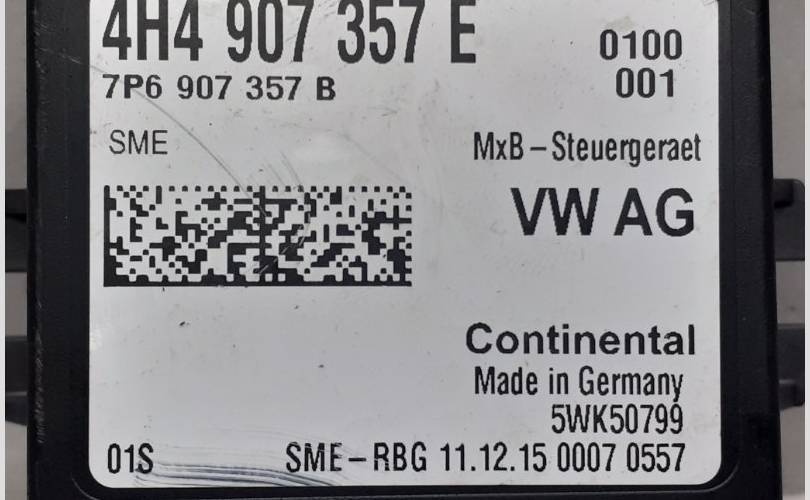 4H4 907 357 E 0100
7P6 907 357 B 001
SME MxB-Steuergeraet
VW AG
Continental
Made in Germany
5WK50799
01S SME-RBG 11.12.15 0007 0557